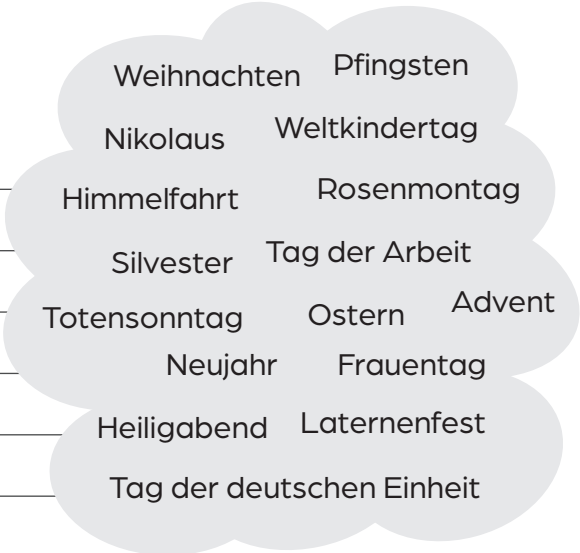 Weihnachten Pfingsten
Nikolaus Weltkindertag
Himmelfahrt Rosenmontag
Silvester Tag der Arbeit
Totensonntag Ostern Advent
Neujahr Frauentag
Heiligabend Laternenfest
Tag der deutschen Einheit